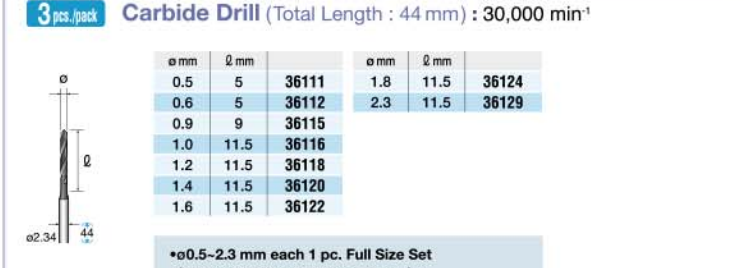 3 pcs./pack Carbide Drill (Total Length : 44 mm) : 30,000 min⁻¹
ø mm ℓ mm
0.5 5 36111
0.6 5 36112
0.9 9 36115
1.0 11.5 36116
1.2 11.5 36118
1.4 11.5 36120
1.6 11.5 36122
ø mm ℓ mm
1.8 11.5 36124
2.3 11.5 36129
ø
ℓ
ø2.34 44
•ø0.5~2.3 mm each 1 pc. Full Size Set